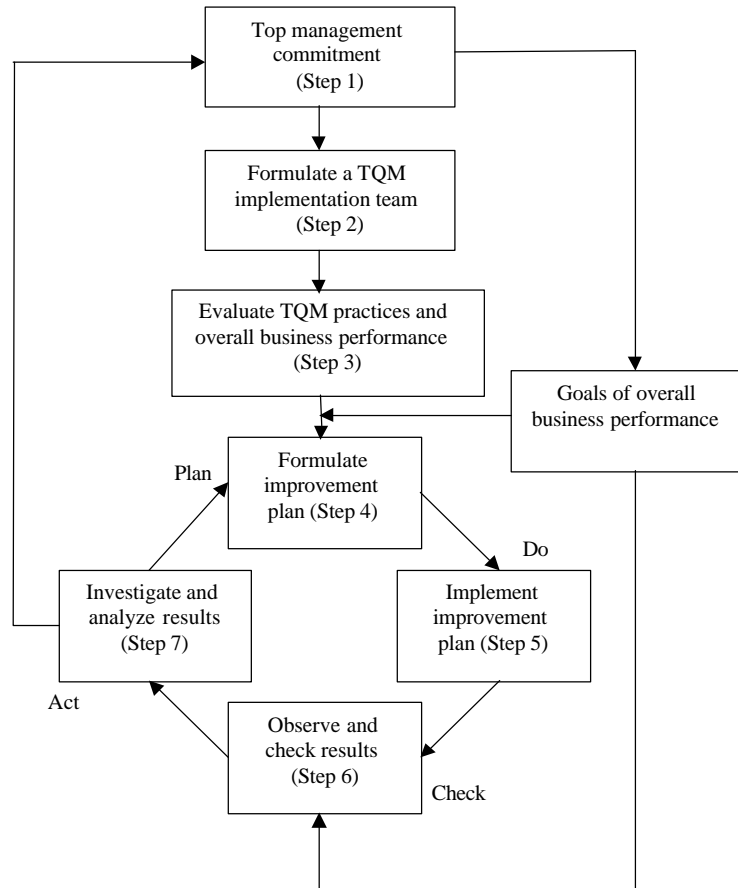 Top management
commitment
(Step 1)
Formulate a TQM
implementation team
(Step 2)
Evaluate TQM practices and
overall business performance
(Step 3)
Goals of overall
business performance
Formulate
improvement
plan (Step 4)
Plan
Do
Implement
improvement
plan (Step 5)
Investigate and
analyze results
(Step 7)
Act
Observe and
check results
(Step 6)
Check